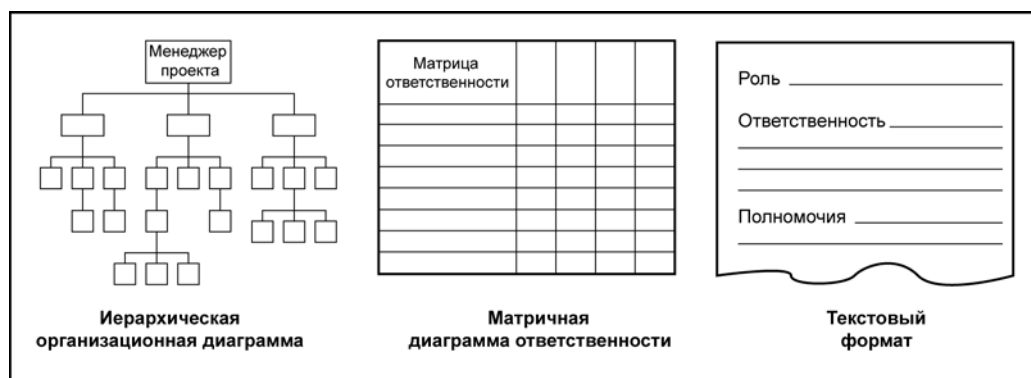 Менеджер
проекта
Иерархическая
организационная диаграмма
Матрица
ответственности
Матричная
диаграмма ответственности
Роль
Ответственность
Полномочия
Текстовый
формат